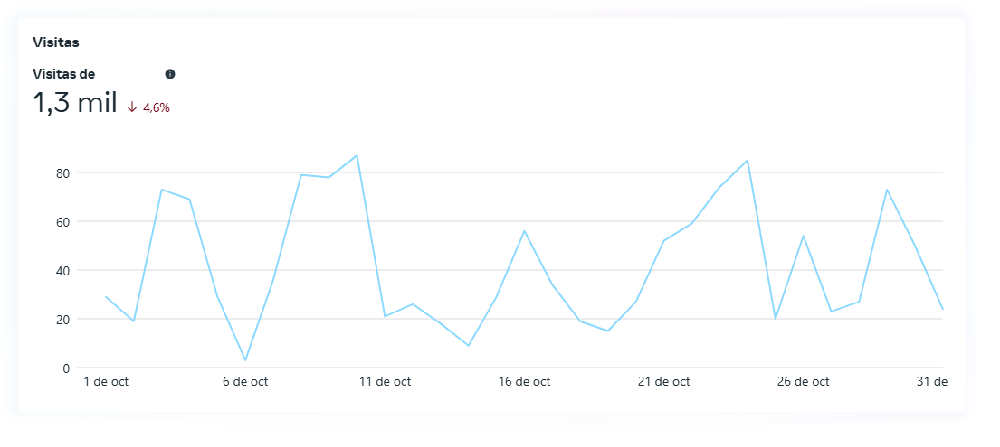 Visitas
Visitas de
1,3 mil ↓ 4,6%
80
60
40
20
0
1 de oct 6 de oct 11 de oct 16 de oct 21 de oct 26 de oct 31 de